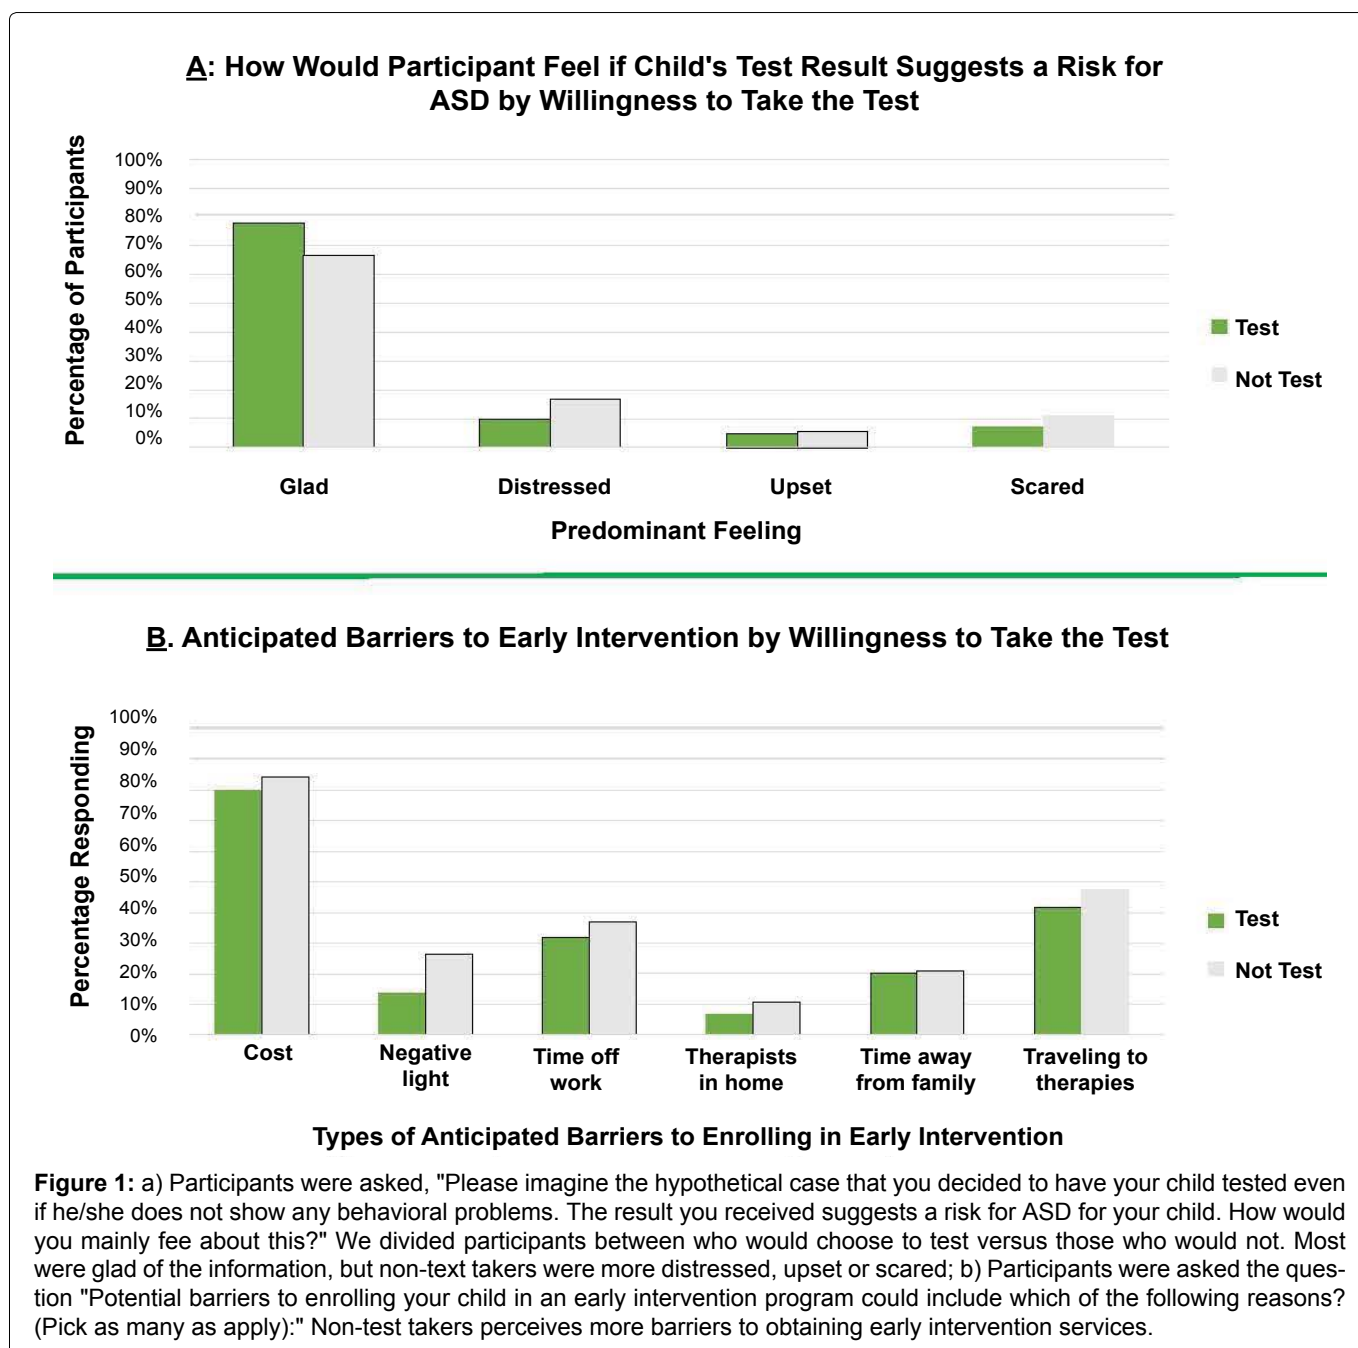 A: How Would Participant Feel if Child's Test Result Suggests a Risk for
ASD by Willingness to Take the Test
Percentage of Participants
100%
90%
80%
70%
60%
50%
40%
30%
20%
10%
0%
Glad
Distressed
Upset
Scared
Predominant Feeling
Test
Not Test
B. Anticipated Barriers to Early Intervention by Willingness to Take the Test
Percentage Responding
100%
90%
80%
70%
60%
50%
40%
30%
20%
10%
0%
Cost
Negative
light
Time off
work
Therapists
in home
Time away
from family
Traveling to
therapies
Types of Anticipated Barriers to Enrolling in Early Intervention
Test
Not Test
Figure 1: a) Participants were asked, "Please imagine the hypothetical case that you decided to have your child tested even
if he/she does not show any behavioral problems. The result you received suggests a risk for ASD for your child. How would
you mainly fee about this?" We divided participants between who would choose to test versus those who would not. Most
were glad of the information, but non-text takers were more distressed, upset or scared; b) Participants were asked the ques-
tion "Potential barriers to enrolling your child in an early intervention program could include which of the following reasons?
(Pick as many as apply):" Non-test takers perceives more barriers to obtaining early intervention services.